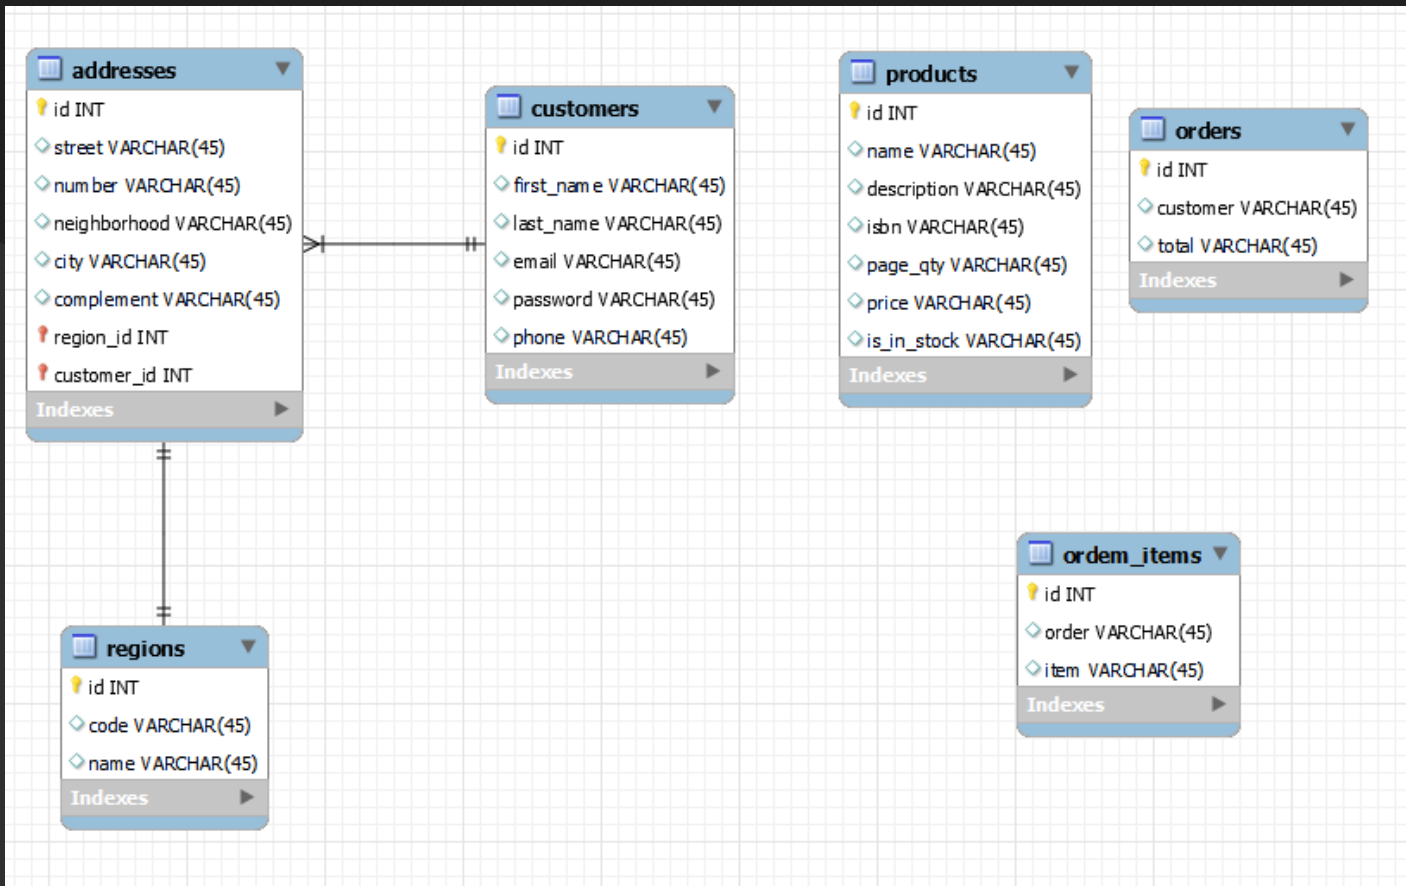 addresses
id INT
street VARCHAR(45)
number VARCHAR(45)
neighborhood VARCHAR(45)
city VARCHAR(45)
complement VARCHAR(45)
region_id INT
customer_id INT
Indexes
customers
id INT
first_name VARCHAR(45)
last_name VARCHAR(45)
email VARCHAR(45)
password VARCHAR(45)
phone VARCHAR(45)
Indexes
products
id INT
name VARCHAR(45)
description VARCHAR(45)
isbn VARCHAR(45)
page_qty VARCHAR(45)
price VARCHAR(45)
is_in_stock VARCHAR(45)
Indexes
orders
id INT
customer VARCHAR(45)
total VARCHAR(45)
Indexes
regions
id INT
code VARCHAR(45)
name VARCHAR(45)
Indexes
ordem_items
id INT
order VARCHAR(45)
item VARCHAR(45)
Indexes